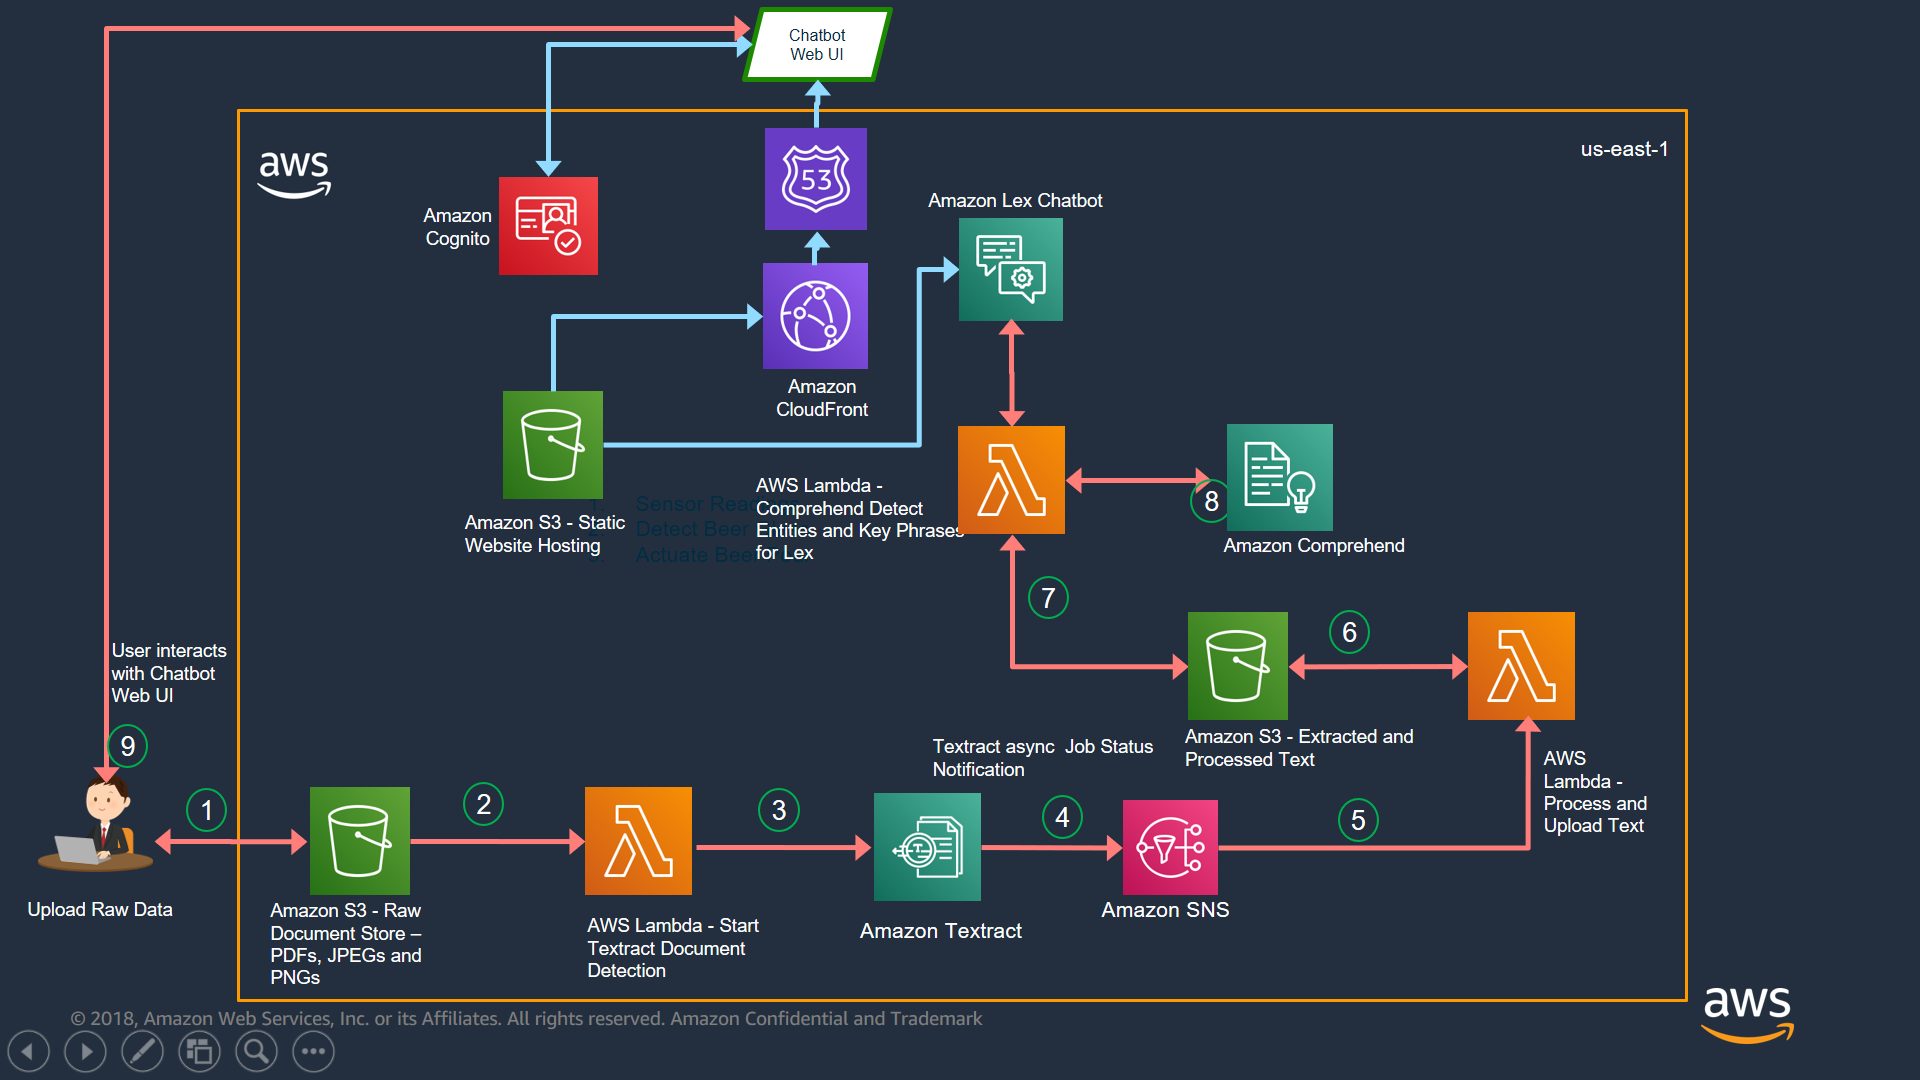 Chatbot
Web UI
aws
us-east-1
53
Amazon
Cognito
Amazon Lex Chatbot
Amazon
CloudFront
Amazon S3 - Static
Website Hosting
1. Sensor
2. Detect Beer
3. Actuate
AWS Lambda -
Comprehend Detect
Entities and Key Phrases
for Lex
8
Amazon Comprehend
7
6
User interacts
with Chatbot
Web UI
9
Amazon S3 - Extracted and
Processed Text
AWS
Lambda -
Process and
Upload Text
Textract async  Job Status
Notification
1
2
3
4
5
Upload Raw Data
Amazon S3 - Raw
Document Store –
PDFs, JPEGs and
PNGs
AWS Lambda - Start
Textract Document
Detection
Amazon Textract
Amazon SNS
aws
© 2018, Amazon Web Services, Inc. or its Affiliates. All rights reserved. Amazon Confidential and Trademark